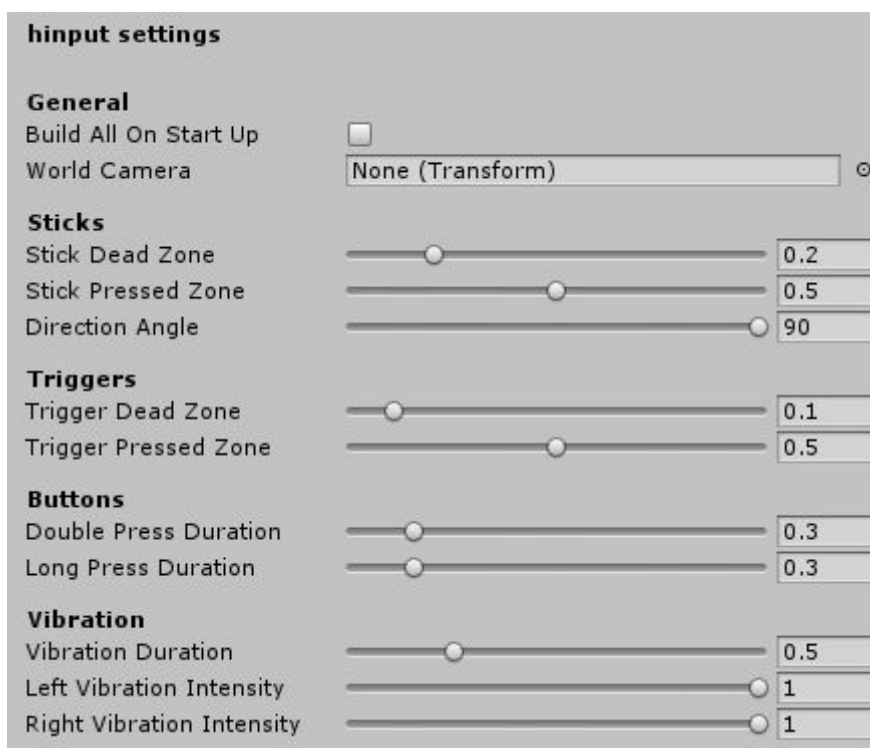 hinput settings
General
Build All On Start Up
World Camera None (Transform)
Sticks
Stick Dead Zone 0.2
Stick Pressed Zone 0.5
Direction Angle 90
Triggers
Trigger Dead Zone 0.1
Trigger Pressed Zone 0.5
Buttons
Double Press Duration 0.3
Long Press Duration 0.3
Vibration
Vibration Duration 0.5
Left Vibration Intensity 1
Right Vibration Intensity 1